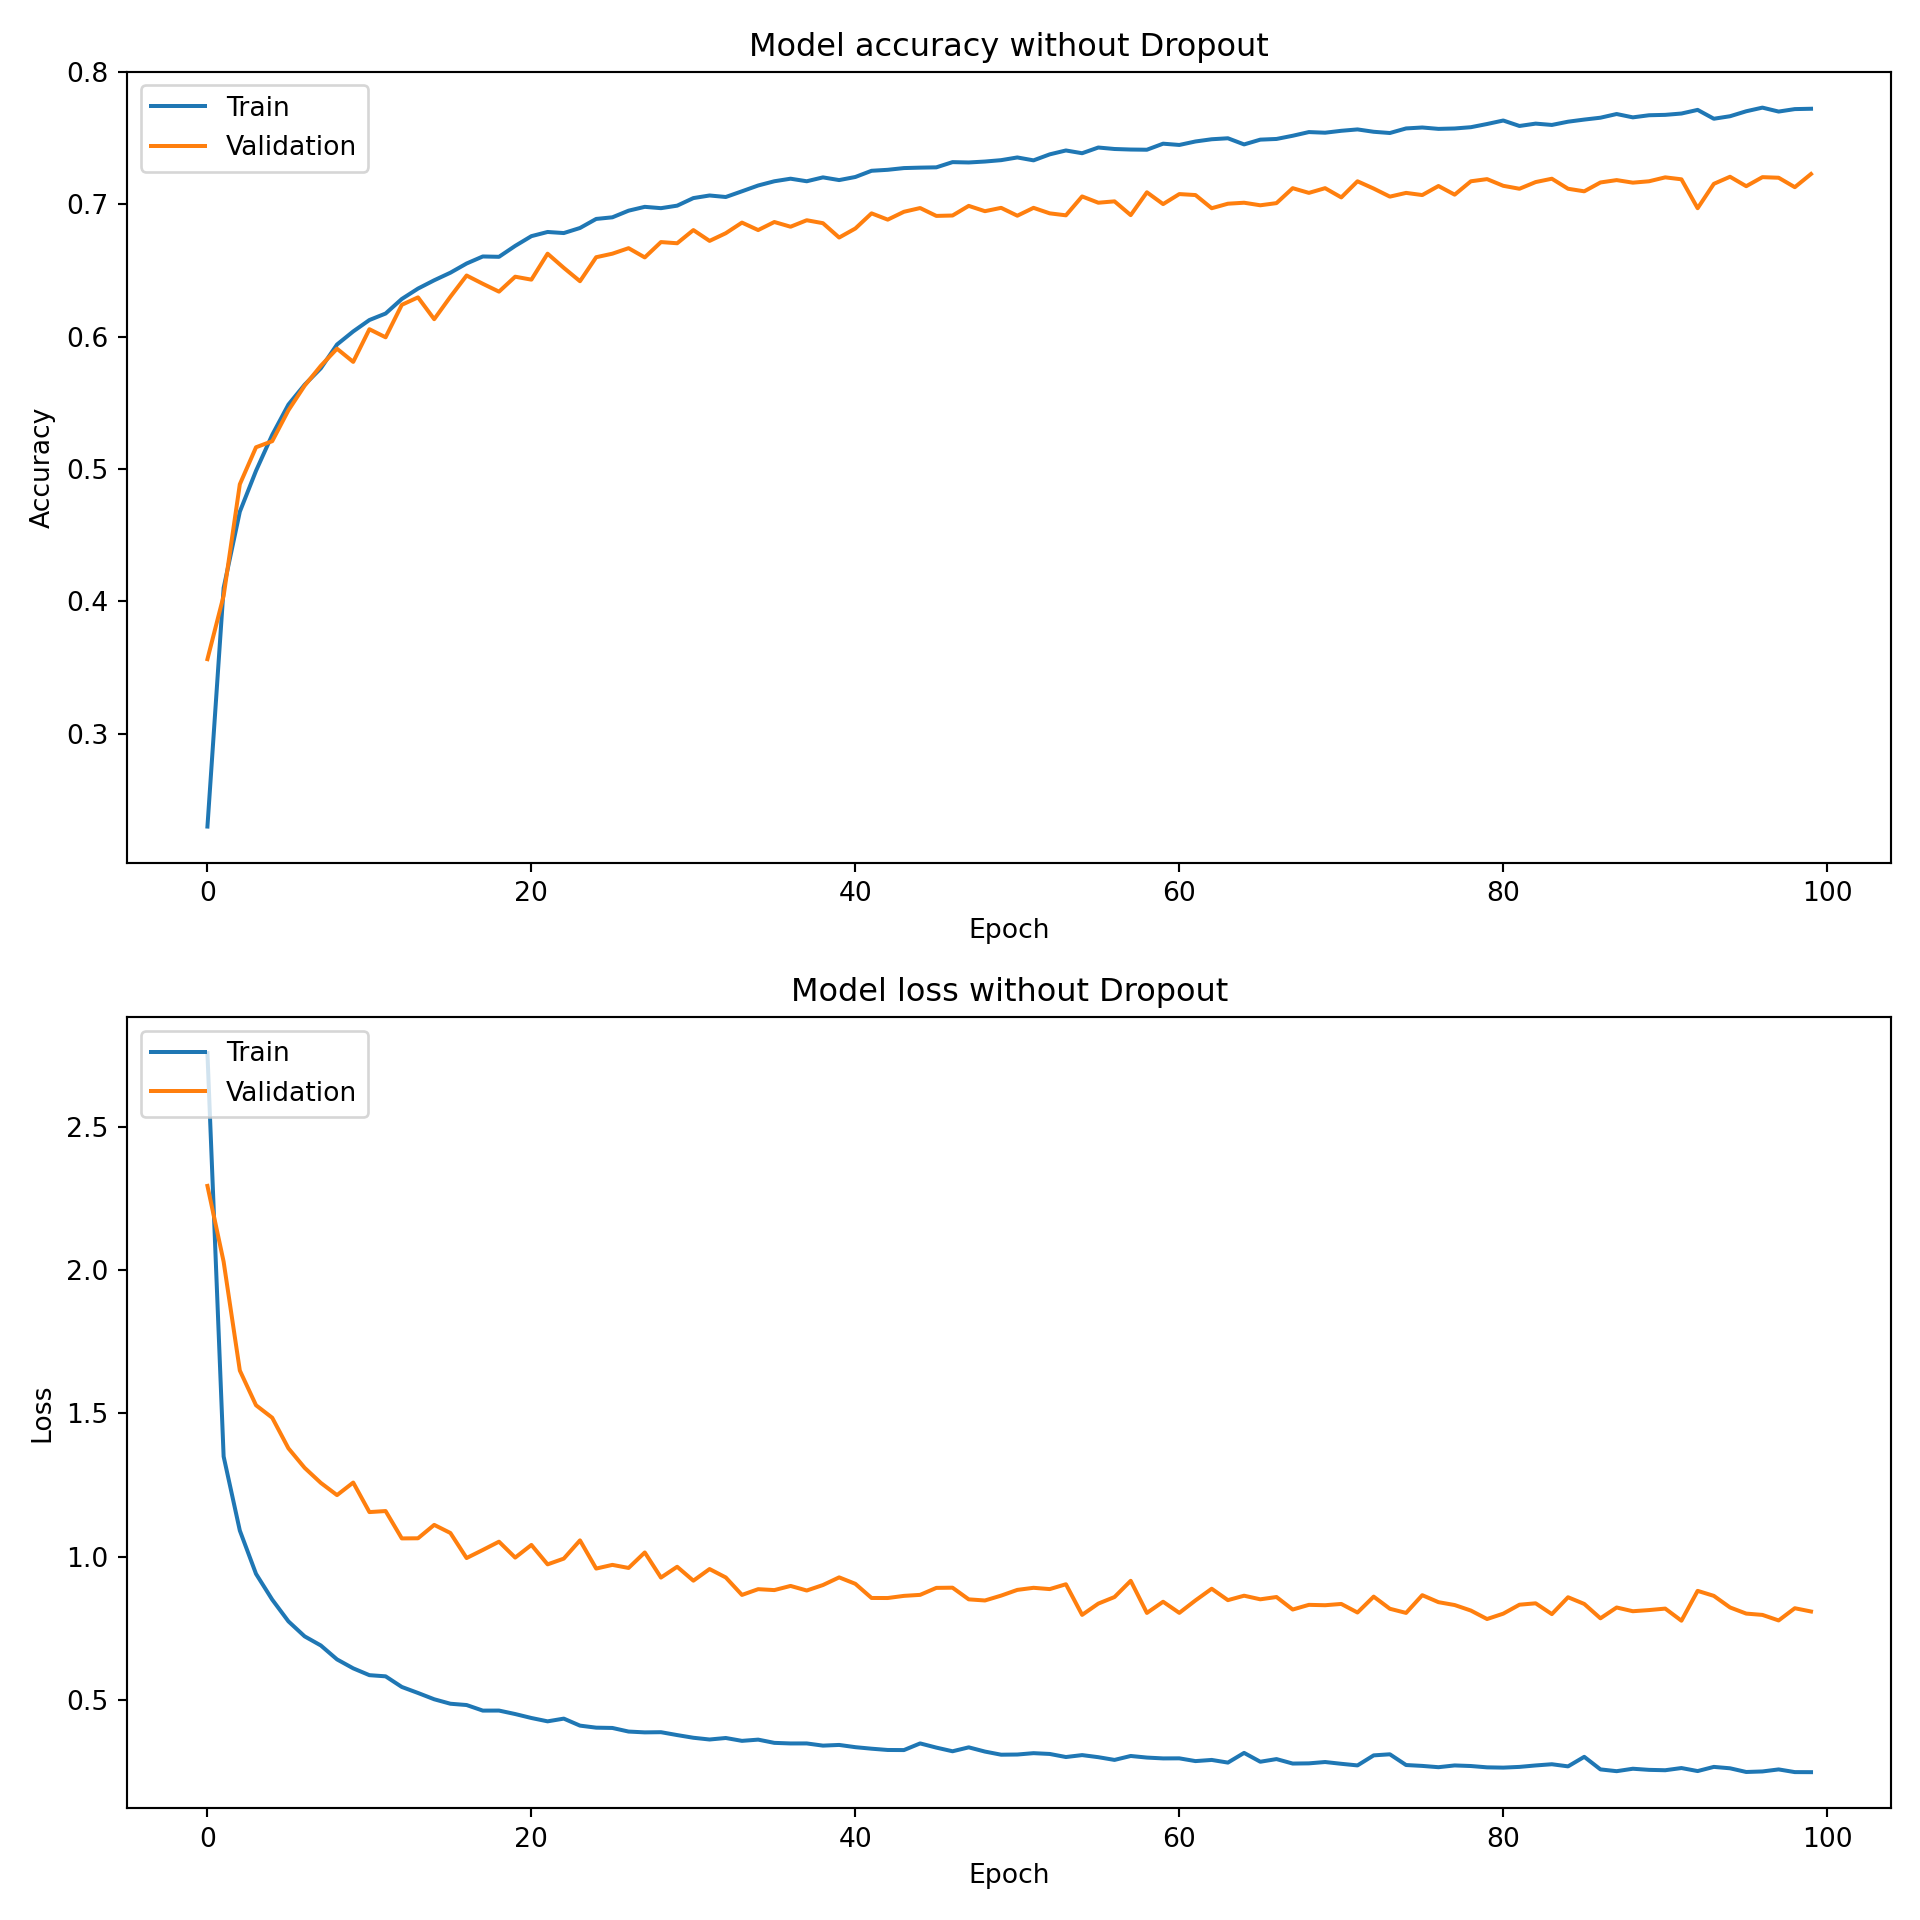 Model accuracy without Dropout
0.8
Train
Validation
0.7
0.6
0.5
0.4
0.3
Accuracy
0 20 40 60 80 100
Epoch
Model loss without Dropout
Train
Validation
2.5
2.0
1.5
1.0
0.5
Loss
0 20 40 60 80 100
Epoch